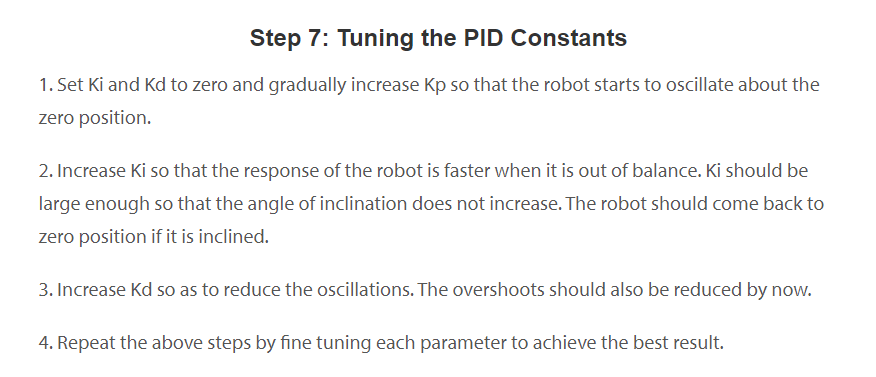 Step 7: Tuning the PID Constants
1. Set Ki and Kd to zero and gradually increase Kp so that the robot starts to oscillate about the
zero position.
2. Increase Ki so that the response of the robot is faster when it is out of balance. Ki should be
large enough so that the angle of inclination does not increase. The robot should come back to
zero position if it is inclined.
3. Increase Kd so as to reduce the oscillations. The overshoots should also be reduced by now.
4. Repeat the above steps by fine tuning each parameter to achieve the best result.